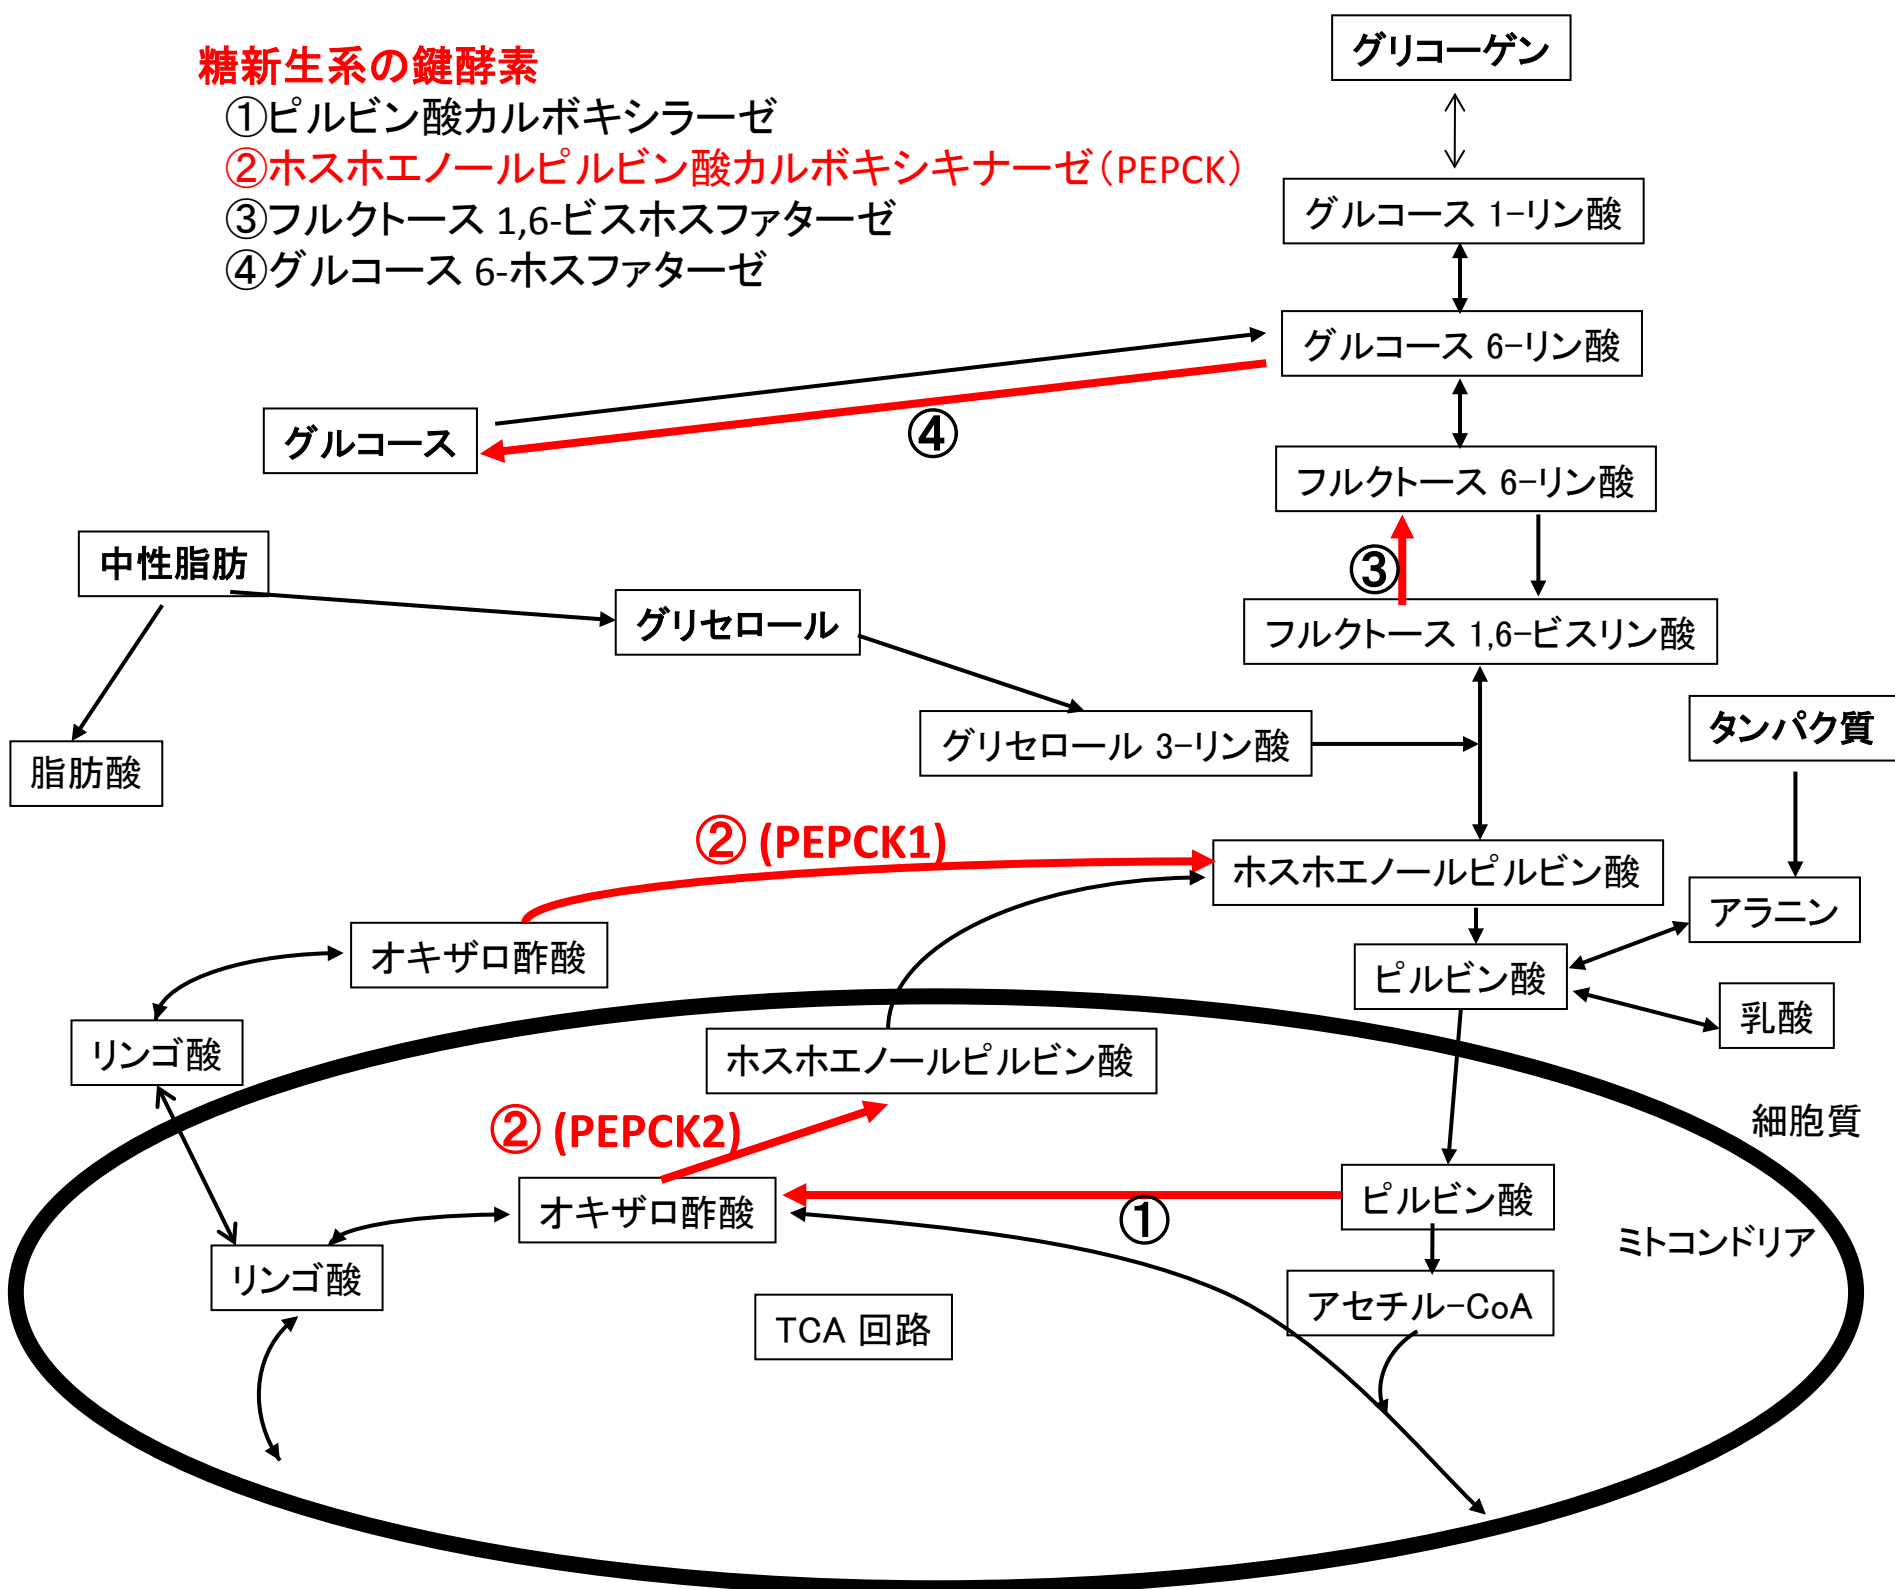 糖新生系の鍵酵素
①ピルビン酸カルボキシラーゼ
②ホスホエノールピルビン酸カルボキシキナーゼ(PEPCK)
③フルクトース 1,6-ビスホスファターゼ
④グルコース 6-ホスファターゼ
グリコーゲン
グルコース 1-リン酸
グルコース 6-リン酸
グルコース
④
フルクトース 6-リン酸
中性脂肪
③
グリセロール
フルクトース 1,6-ビスリン酸
タンパク質
グリセロール 3-リン酸
脂肪酸
② (PEPCK1)
ホスホエノールピルビン酸
アラニン
オキザロ酢酸
ピルビン酸
乳酸
リンゴ酸
ホスホエノールピルビン酸
細胞質
② (PEPCK2)
ピルビン酸
オキザロ酢酸
①
ミトコンドリア
リンゴ酸
アセチル-CoA
TCA 回路